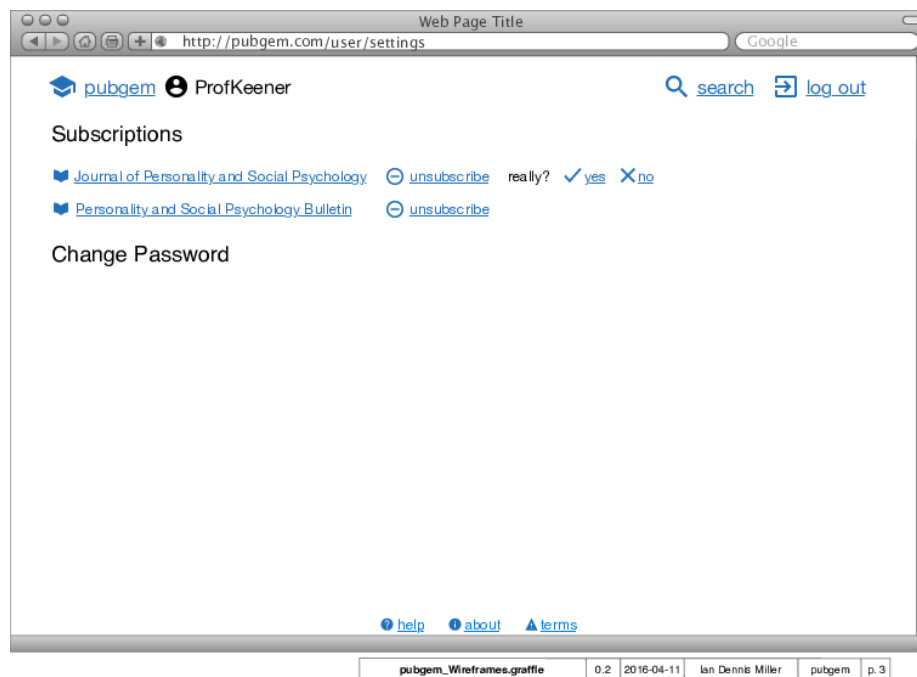 Web Page Title
http://pubgem.com/user/settings Google
pubgem ProfKeener search log out
Subscriptions
Journal of Personality and Social Psychology unsubscribe really? yes no
Personality and Social Psychology Bulletin unsubscribe
Change Password
help about terms
pubgem_Wireframes.graffle 0.2 2016-04-11 Ian Dennis Miller pubgem p. 3